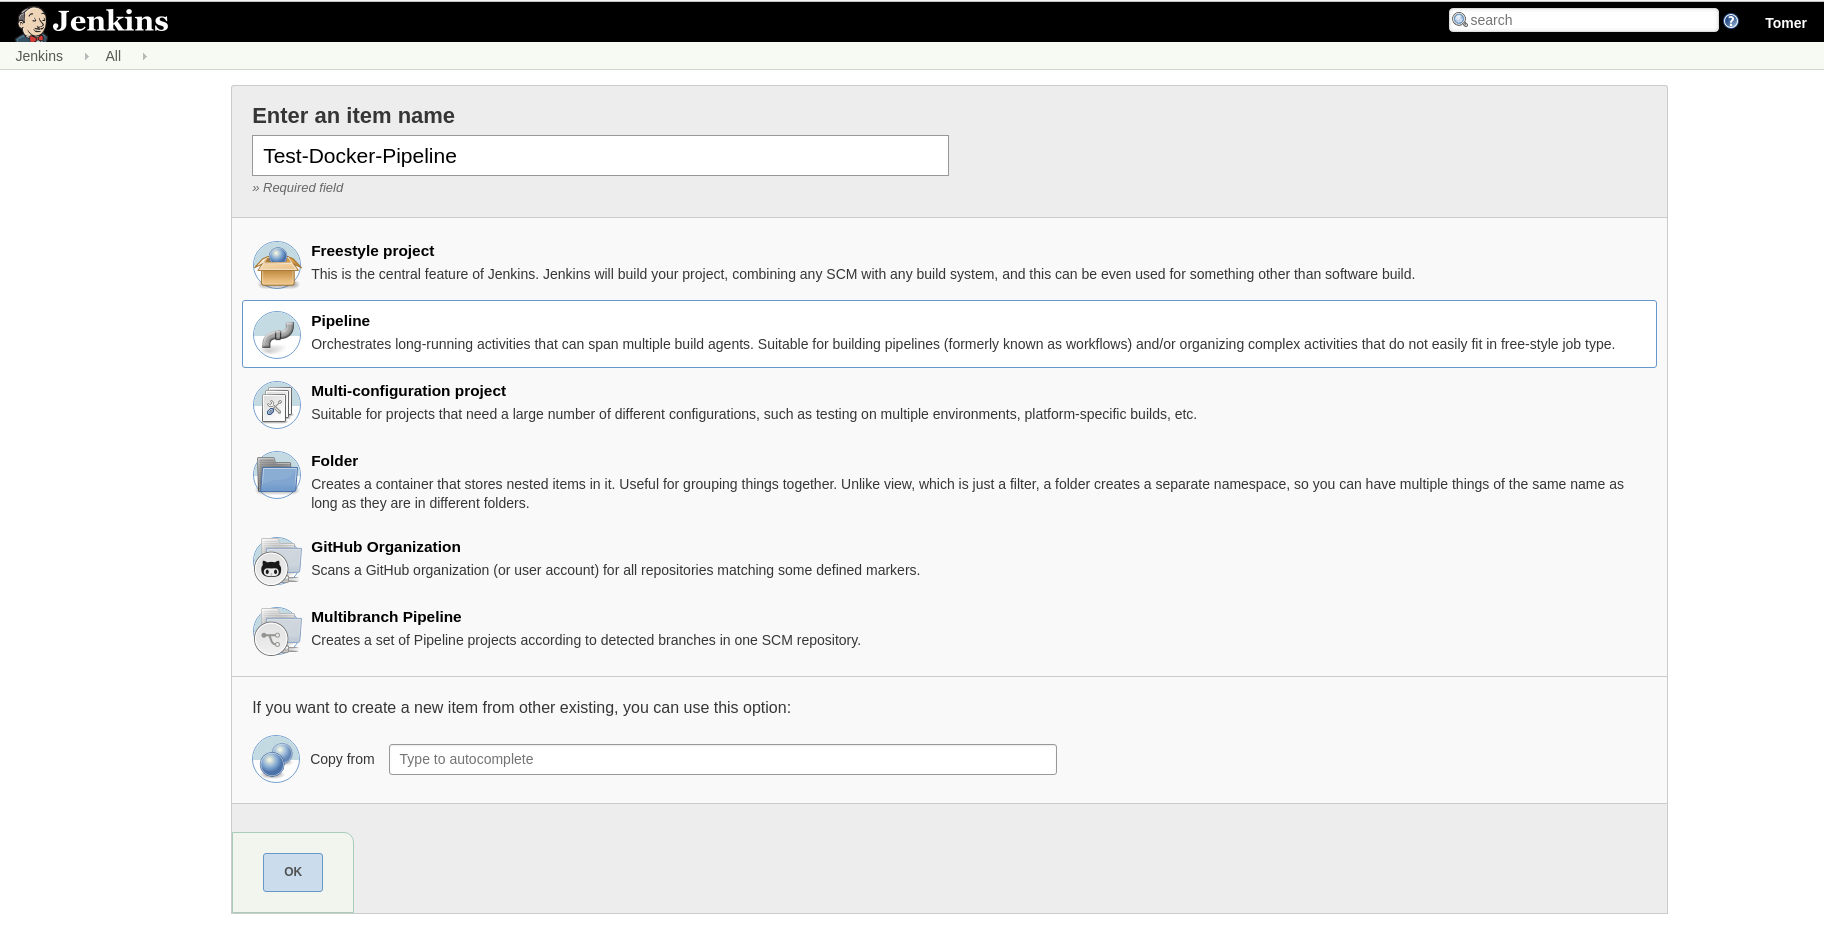 Jenkins
search
Tomer
Jenkins
All
Enter an item name
Test-Docker-Pipeline
» Required field
Freestyle project
This is the central feature of Jenkins. Jenkins will build your project, combining any SCM with any build system, and this can be even used for something other than software build.
Pipeline
Orchestrates long-running activities that can span multiple build agents. Suitable for building pipelines (formerly known as workflows) and/or organizing complex activities that do not easily fit in free-style job type.
Multi-configuration project
Suitable for projects that need a large number of different configurations, such as testing on multiple environments, platform-specific builds, etc.
Folder
Creates a container that stores nested items in it. Useful for grouping things together. Unlike view, which is just a filter, a folder creates a separate namespace, so you can have multiple things of the same name as
long as they are in different folders.
GitHub Organization
Scans a GitHub organization (or user account) for all repositories matching some defined markers.
Multibranch Pipeline
Creates a set of Pipeline projects according to detected branches in one SCM repository.
If you want to create a new item from other existing, you can use this option:
Copy from
Type to autocomplete
OK